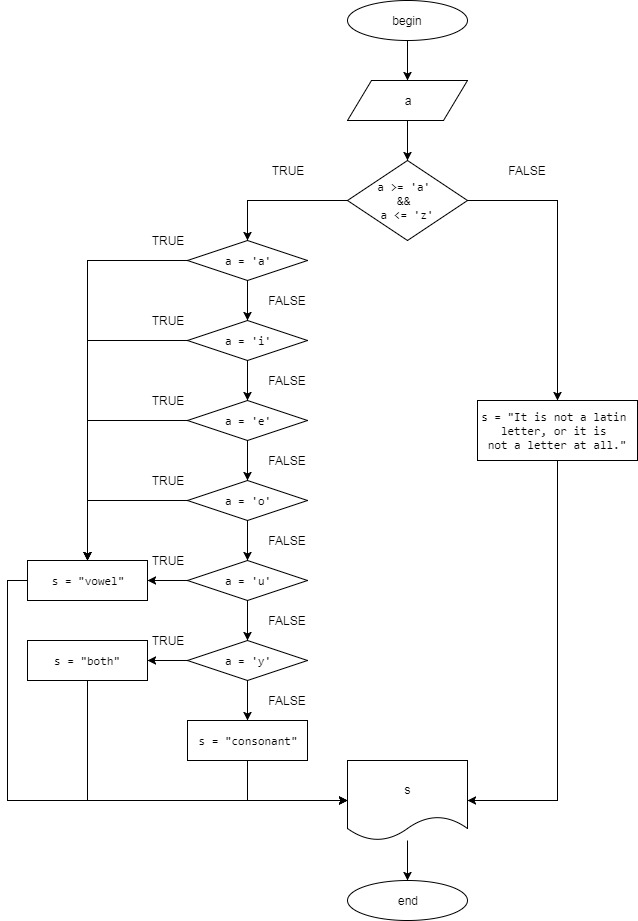 begin
a
TRUE
FALSE
a >= 'a'
&&
a <= 'z'
TRUE
a = 'a'
FALSE
TRUE
a = 'i'
FALSE
TRUE
a = 'e'
s = "It is not a latin
letter, or it is
not a letter at all."
FALSE
TRUE
a = 'o'
FALSE
TRUE
s = "vowel"
a = 'u'
FALSE
TRUE
s = "both"
a = 'y'
FALSE
s = "consonant"
s
end